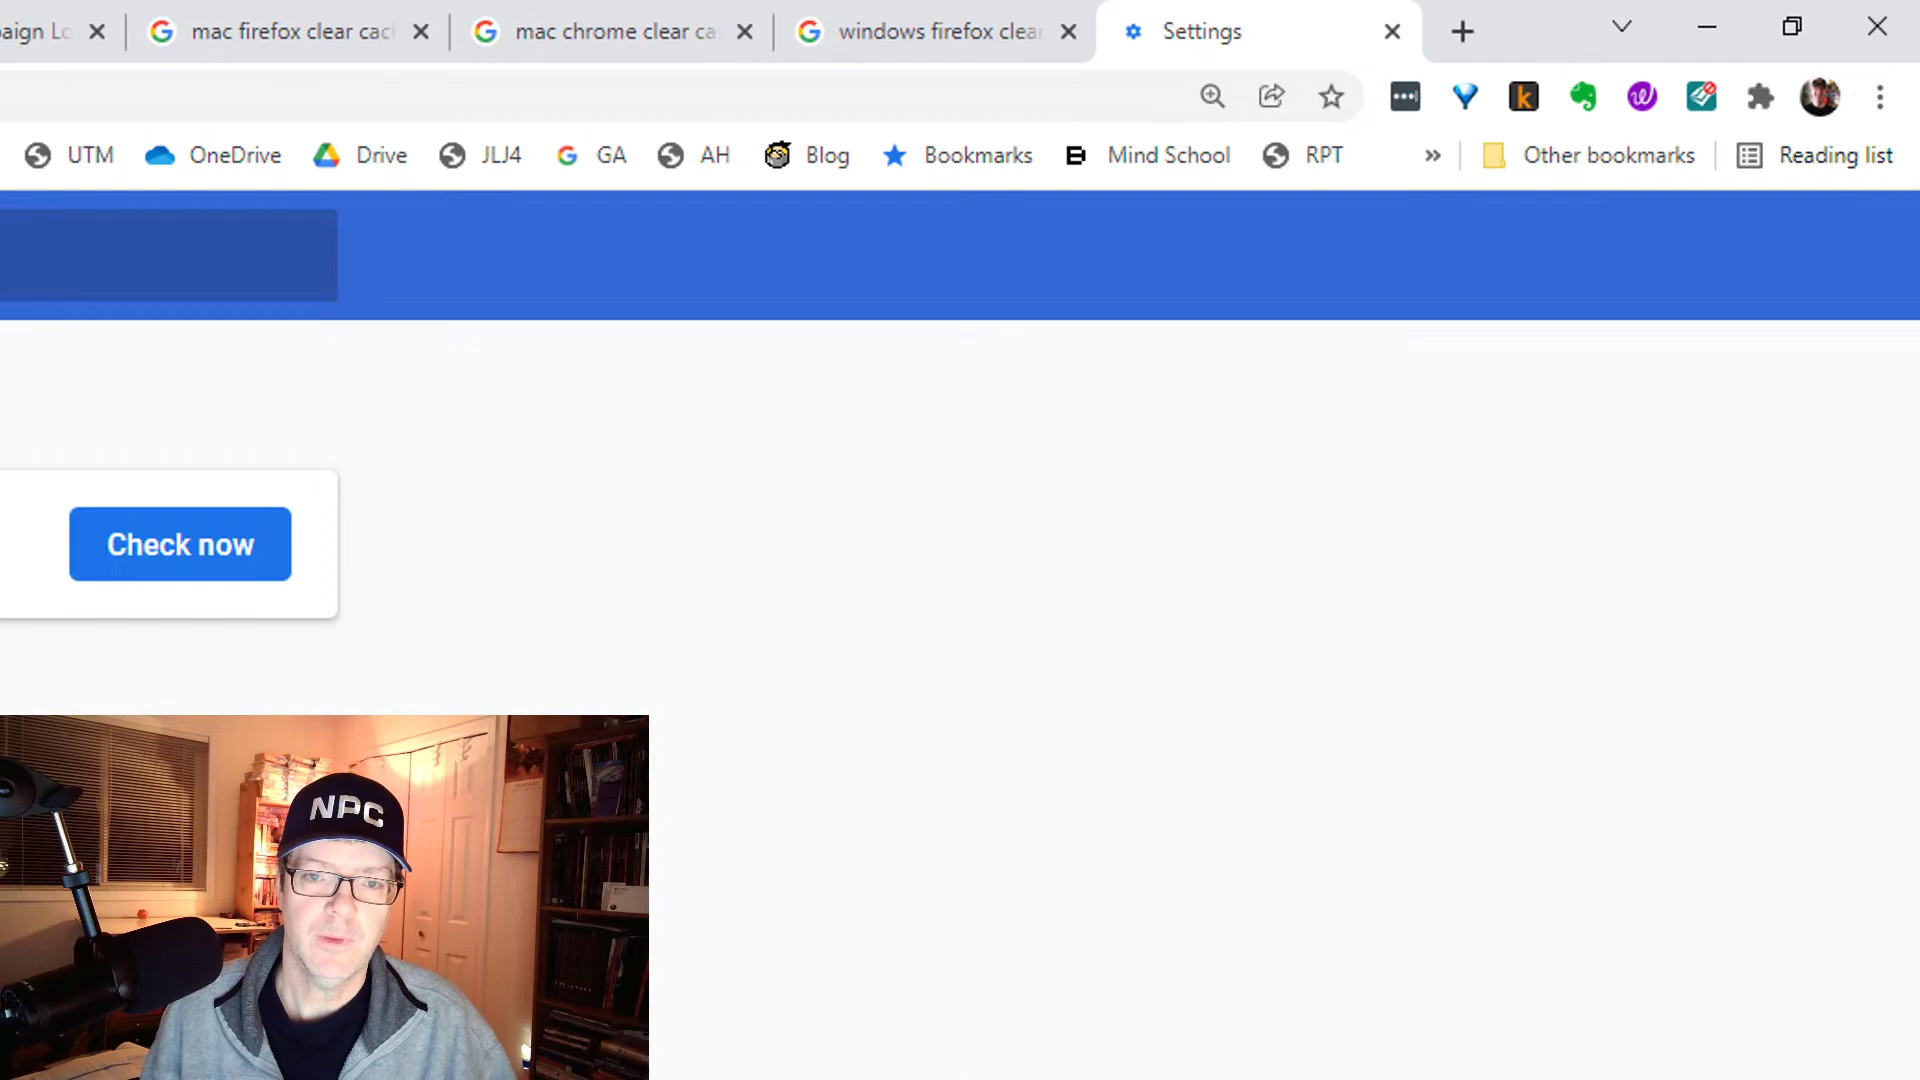 aign Lo
mac firefox clear cac
mac chrome clear ca
windows firefox clear
Settings
UTM
OneDrive
Drive
JLJ4
GA
AH
Blog
Bookmarks
Mind School
RPT
Other bookmarks
Reading list
Check now
NPC